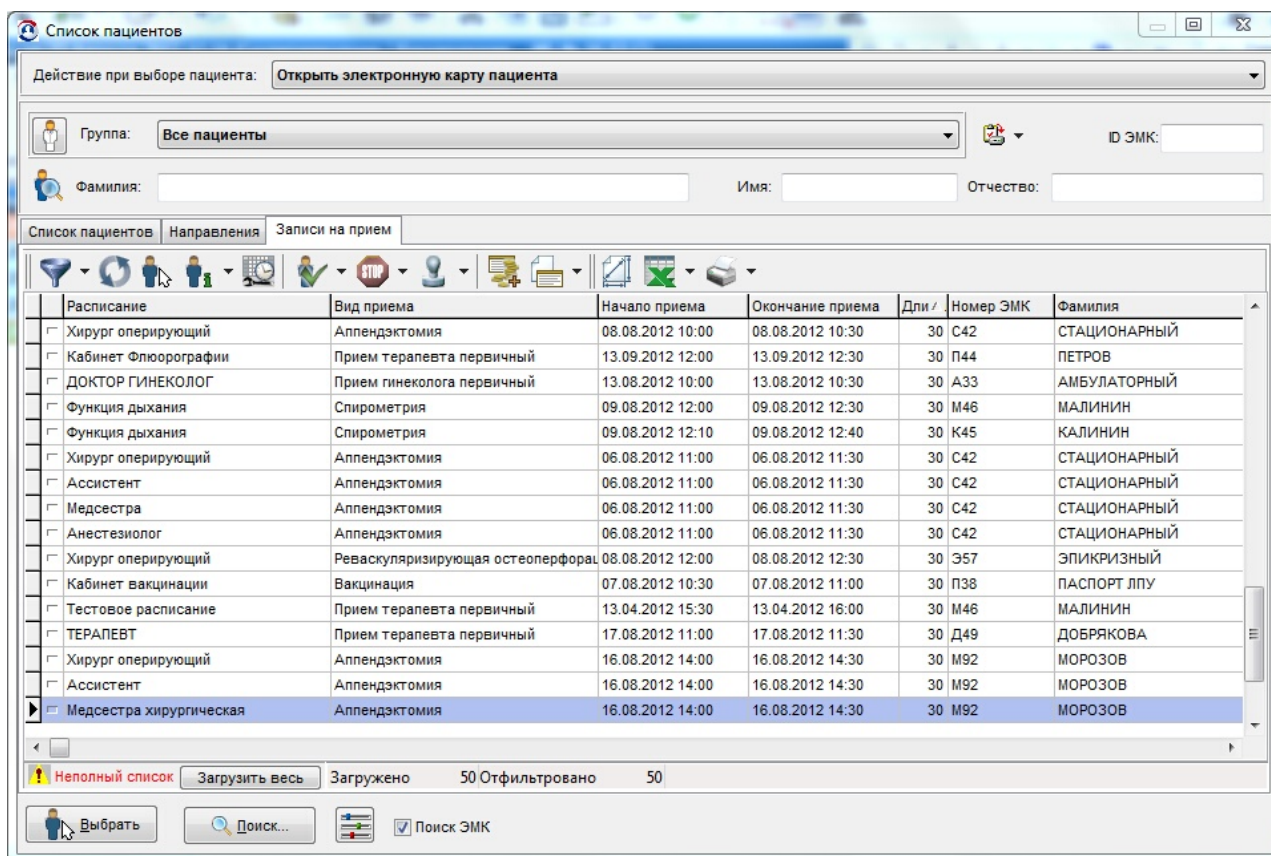 Список пациентов
Действие при выборе пациента: Открыть электронную карту пациента
Группа: Все пациенты ID ЭМК:
Фамилия: Имя: Отчество:
Список пациентов Направления Записи на прием
STOP
Расписание Вид приема Начало приема Окончание приема Дли Номер ЭМК Фамилия
Хирург оперирующий Аппендэктомия 08.08.2012 10:00 08.08.2012 10:30 30 С42 СТАЦИОНАРНЫЙ
Кабинет Флюорографии Прием терапевта первичный 13.09.2012 12:00 13.09.2012 12:30 30 П44 ПЕТРОВ
ДОКТОР ГИНЕКОЛОГ Прием гинеколога первичный 13.08.2012 10:00 13.08.2012 10:30 30 А33 АМБУЛАТОРНЫЙ
Функция дыхания Спирометрия 09.08.2012 12:00 09.08.2012 12:30 30 М46 МАЛИНИН
Функция дыхания Спирометрия 09.08.2012 12:10 09.08.2012 12:40 30 К45 КАЛИНИН
Хирург оперирующий Аппендэктомия 06.08.2012 11:00 06.08.2012 11:30 30 С42 СТАЦИОНАРНЫЙ
Ассистент Аппендэктомия 06.08.2012 11:00 06.08.2012 11:30 30 С42 СТАЦИОНАРНЫЙ
Медсестра Аппендэктомия 06.08.2012 11:00 06.08.2012 11:30 30 С42 СТАЦИОНАРНЫЙ
Анестезиолог Аппендэктомия 06.08.2012 11:00 06.08.2012 11:30 30 С42 СТАЦИОНАРНЫЙ
Хирург оперирующий Реваскуляризирующая остеоперфорац 08.08.2012 12:00 08.08.2012 12:30 30 Э57 ЭПИКРИЗНЫЙ
Кабинет вакцинации Вакцинация 07.08.2012 10:30 07.08.2012 11:00 30 П38 ПАСПОРТ ЛПУ
Тестовое расписание Прием терапевта первичный 13.04.2012 15:30 13.04.2012 16:00 30 М46 МАЛИНИН
ТЕРАПЕВТ Прием терапевта первичный 17.08.2012 11:00 17.08.2012 11:30 30 Д49 ДОБРЯКОВА
Хирург оперирующий Аппендэктомия 16.08.2012 14:00 16.08.2012 14:30 30 М92 МОРОЗОВ
Ассистент Аппендэктомия 16.08.2012 14:00 16.08.2012 14:30 30 М92 МОРОЗОВ
Медсестра хирургическая Аппендэктомия 16.08.2012 14:00 16.08.2012 14:30 30 М92 МОРОЗОВ
Неполный список Загрузить весь Загружено 50 Отфильтровано 50
Выбрать Поиск... Поиск ЭМК